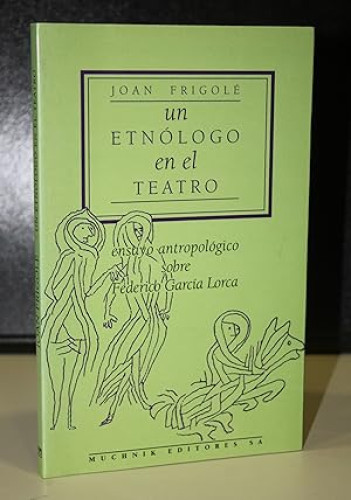 JOAN FRIGOLÉ
un
ETNÓLOGO
en el
TEATRO
ensayo antropológico
sobre
Federico García Lorca
MUCHNIK EDITORES SA